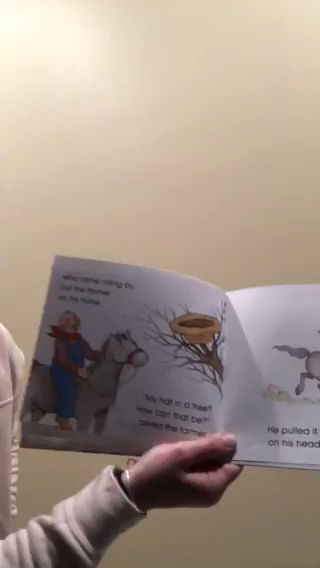 who came riding by,
but the farmer
on his horse
"My hat in a tree?
How can that be?"
asked the farmer
He pulled it
on his head